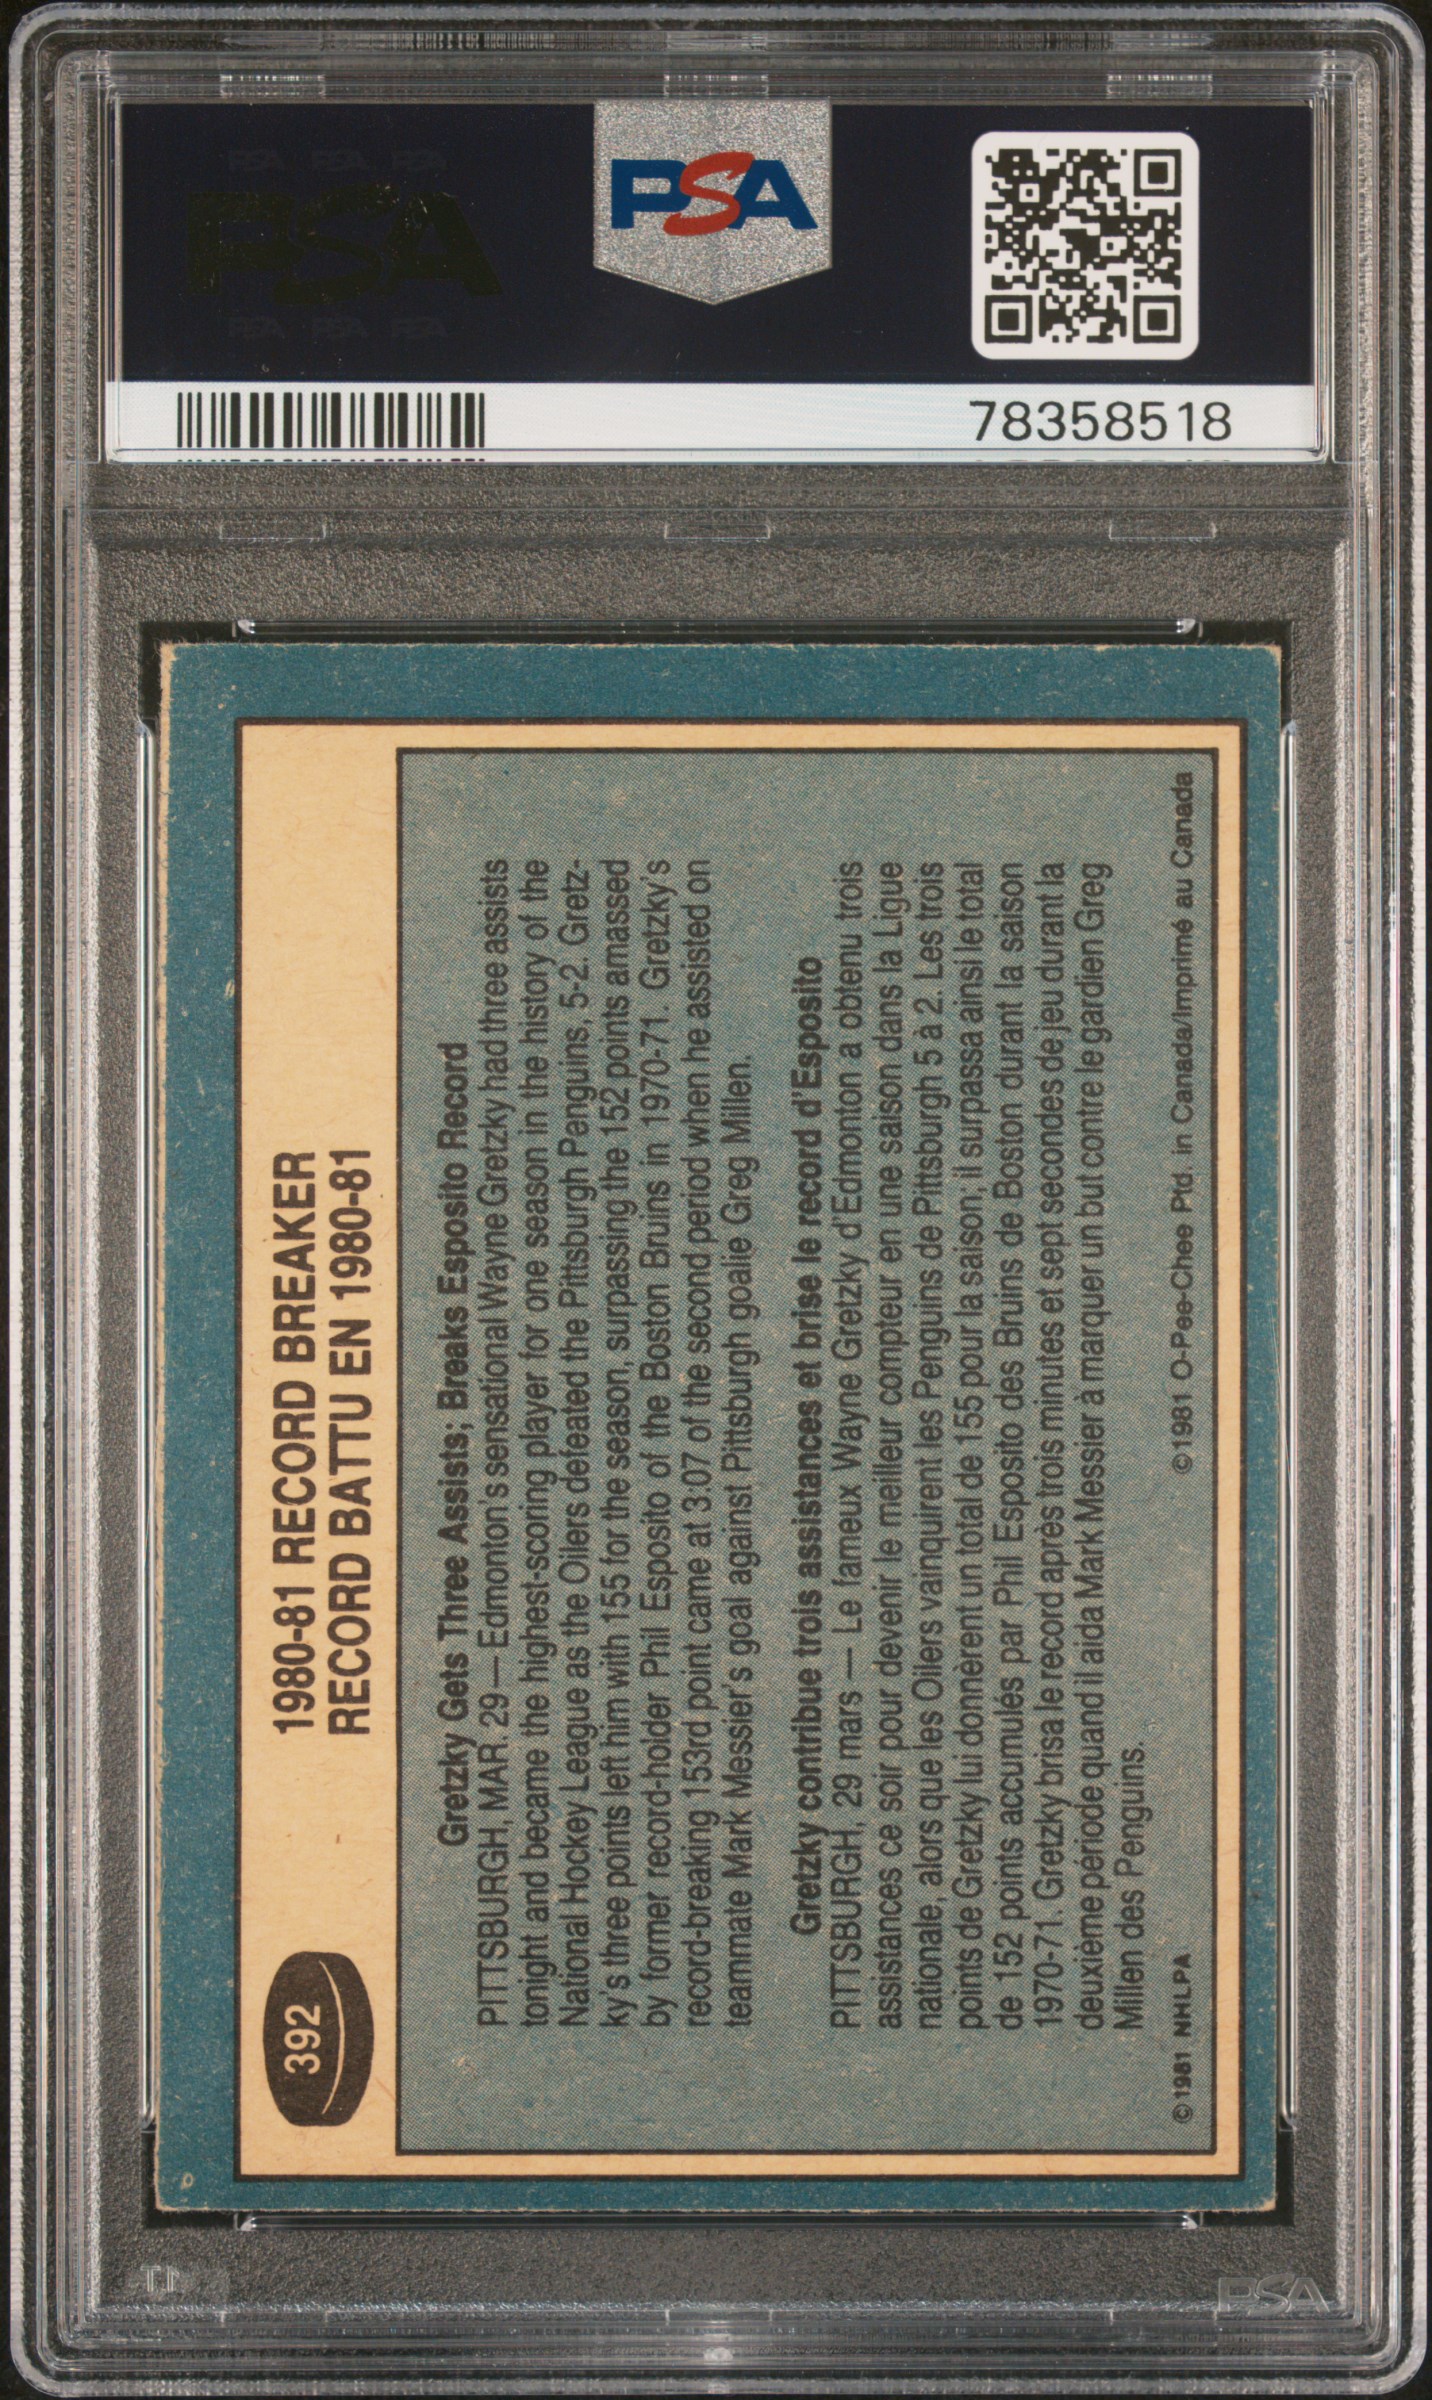 PSA
PSA PSA PSA
PSA
PSA PSA PSA
78358518
392
1980-81 RECORD BREAKER
RECORD BATTU EN 1980-81
Gretzky Gets Three Assists; Breaks Esposito Record
PITTSBURGH, MAR. 29 — Edmonton's sensational Wayne Gretzky had three assists
tonight and became the highest-scoring player for one season in the history of the
National Hockey League as the Oilers defeated the Pittsburgh Penguins, 5-2. Gretz-
ky's three points left him with 155 for the season, surpassing the 152 points amassed
by former record-holder Phil Esposito of the Boston Bruins in 1970-71. Gretzky's
record-breaking 153rd point came at 3:07 of the second period when he assisted on
teammate Mark Messier's goal against Pittsburgh goalie Greg Millen.
Gretzky contribue trois assistances et brise le record d'Esposito
PITTSBURGH, 29 mars — Le fameux Wayne Gretzky d'Edmonton a obtenu trois
assistances ce soir pour devenir le meilleur compteur en une saison dans la Ligue
nationale, alors que les Oilers vainquirent les Penguins de Pittsburgh 5 à 2. Les trois
points de Gretzky lui donnèrent un total de 155 pour la saison; il surpassa ainsi le total
de 152 points accumulés par Phil Esposito des Bruins de Boston durant la saison
1970-71. Gretzky brisa le record après trois minutes et sept secondes de jeu durant la
deuxième période quand il aida Mark Messier à marquer un but contre le gardien Greg
Millen des Penguins.
©1981 NHLPA ©1981 O-Pee-Chee Ptd. in Canada/Imprimé au Canada
PSA